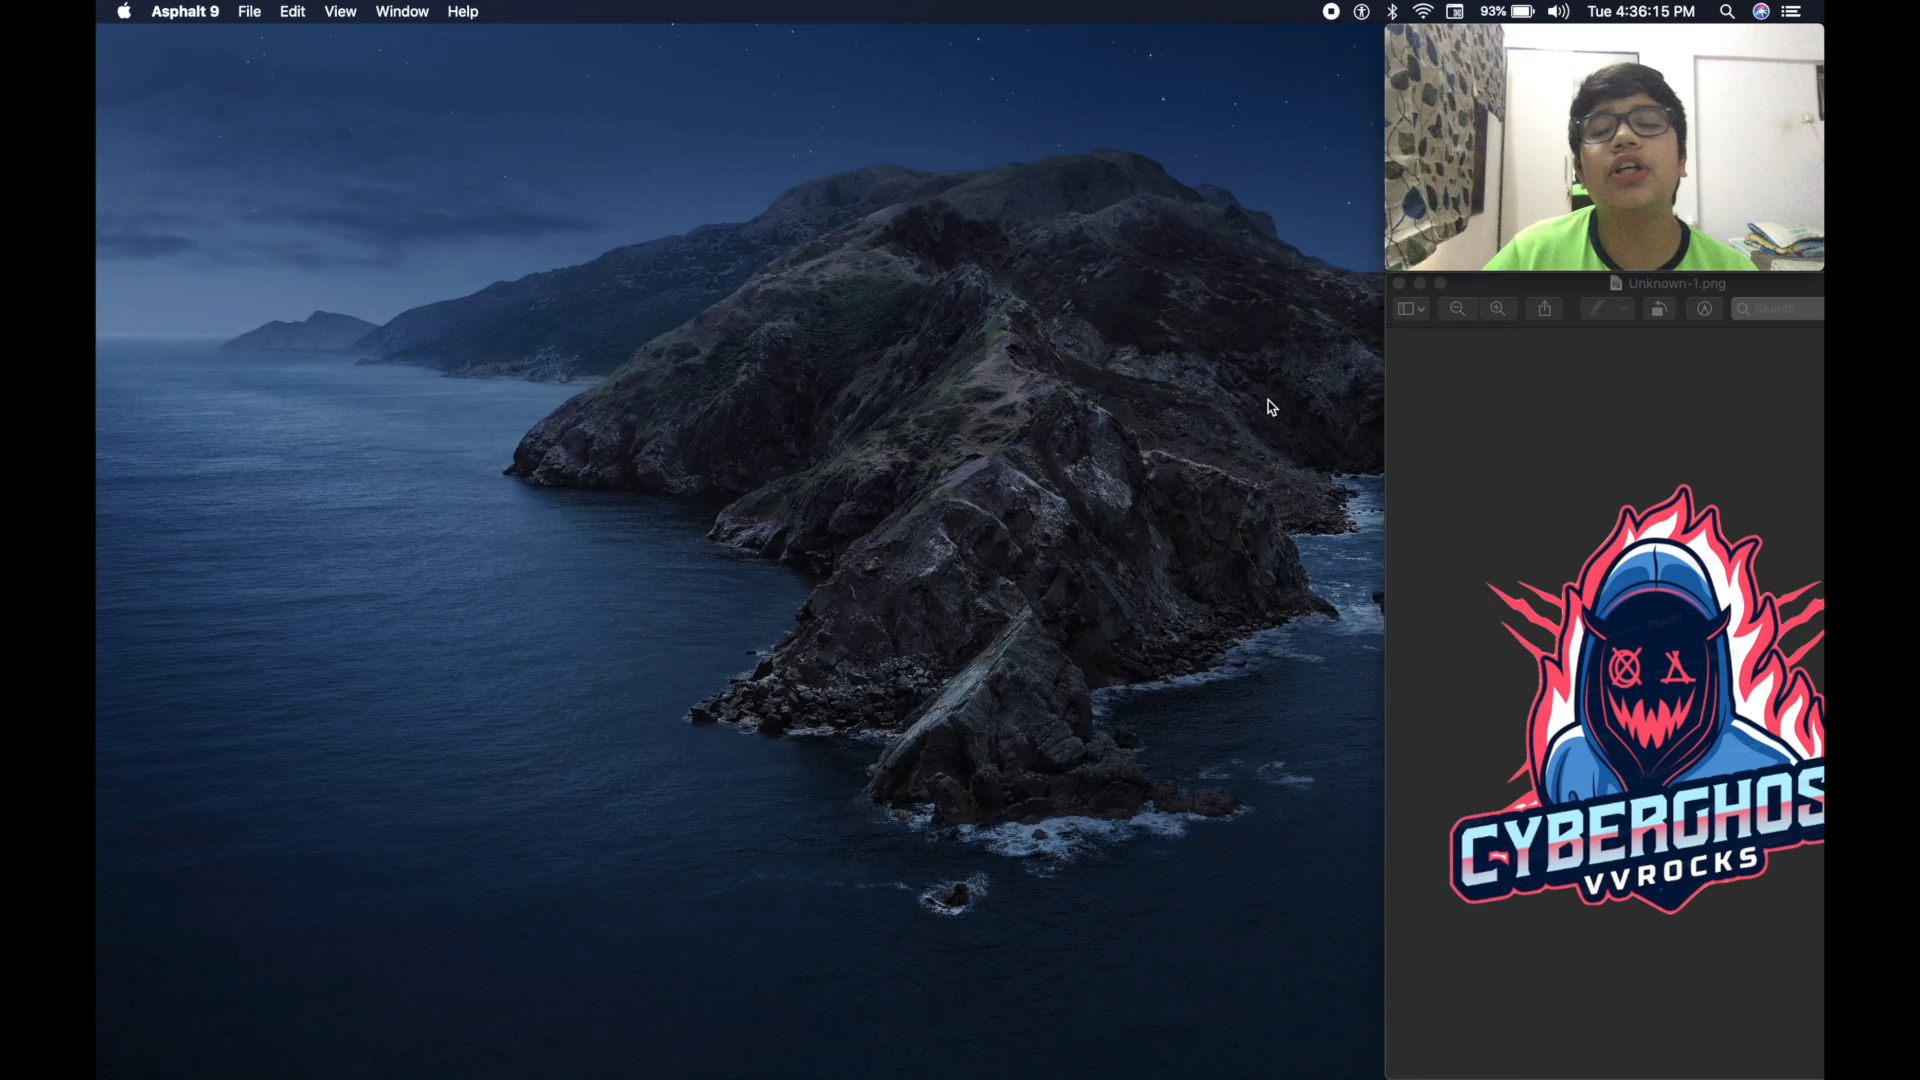 Asphalt 9 File Edit View Window Help 93% Tue 4:36:15 PM
Unknown-1.png
Search
CYBERGHOS
VVROCKS